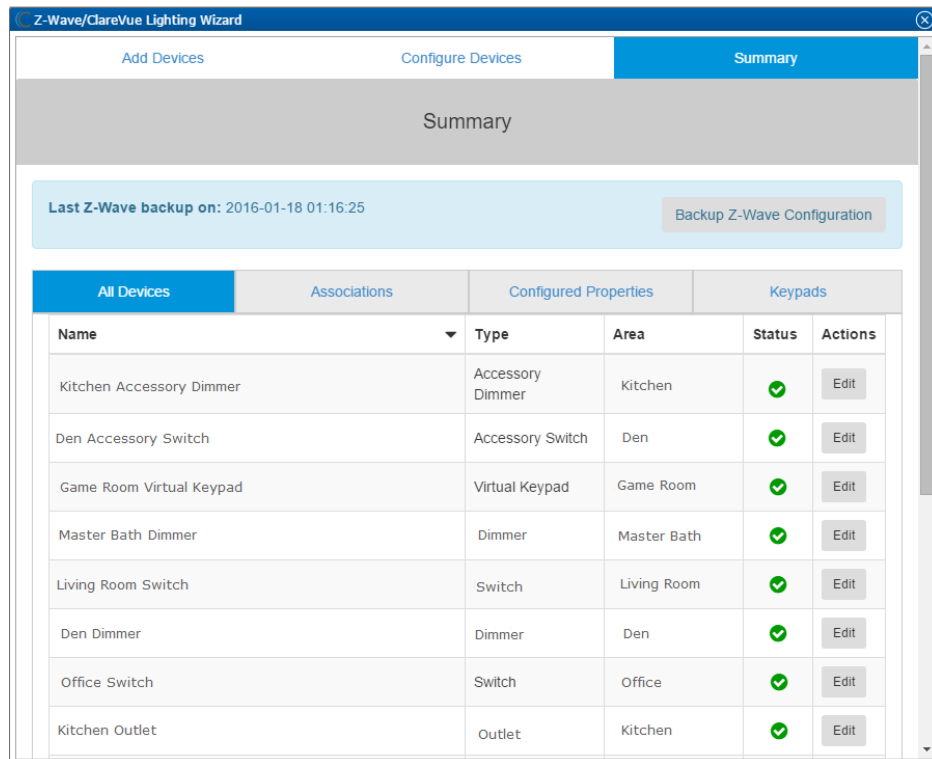 Z-Wave/ClareVue Lighting Wizard
Add Devices Configure Devices Summary
Summary
Last Z-Wave backup on: 2016-01-18 01:16:25 Backup Z-Wave Configuration
All Devices Associations Configured Properties Keypads
Name Type Area Status Actions
Kitchen Accessory Dimmer Accessory Dimmer Kitchen Edit
Den Accessory Switch Accessory Switch Den Edit
Game Room Virtual Keypad Virtual Keypad Game Room Edit
Master Bath Dimmer Dimmer Master Bath Edit
Living Room Switch Switch Living Room Edit
Den Dimmer Dimmer Den Edit
Office Switch Switch Office Edit
Kitchen Outlet Outlet Kitchen Edit